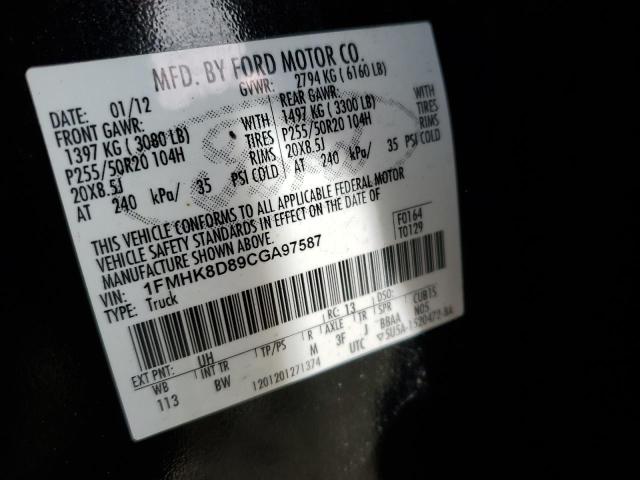 MFD. BY FORD MOTOR CO.
DATE: 01/12 GVWR: 2794 KG ( 6160 LB)
FRONT GAWR: REAR GAWR:
1397 KG ( 3080 LB) WITH 1497 KG ( 3300 LB) WITH
P255/50R20 104H TIRES P255/50R20 104H TIRES
20X8.5J RIMS 20X8.5J RIMS
AT 240 kPa/ 35 PSI COLD AT 240 kPa/ 35 PSI COLD
THIS VEHICLE CONFORMS TO ALL APPLICABLE FEDERAL MOTOR
VEHICLE SAFETY STANDARDS IN EFFECT ON THE DATE OF
MANUFACTURE SHOWN ABOVE.
VIN: 1FMHK8D89CGA97587 F0164
TYPE: Truck T0129
EXT PNT: UH RC: 13 DSO:
WB INT TR TP/PS R AXLE TR SPR CUBTS
113 BW M 3F J BBAA N05
1201201271374 UTC